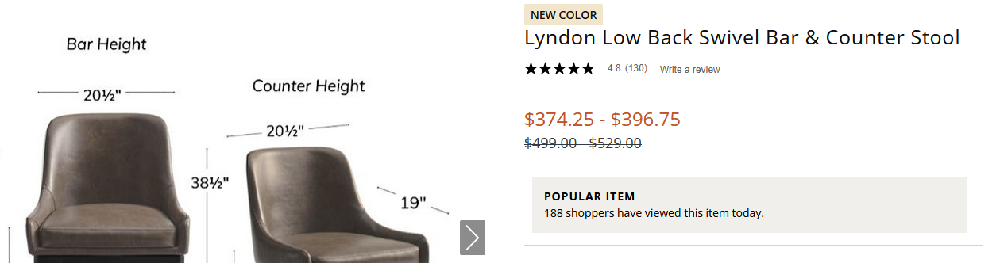 Bar Height
20½"
Counter Height
20½"
38½"
19"
NEW COLOR
Lyndon Low Back Swivel Bar & Counter Stool
4.8 (130) Write a review
$374.25 - $396.75
$499.00 - $529.00
POPULAR ITEM
188 shoppers have viewed this item today.